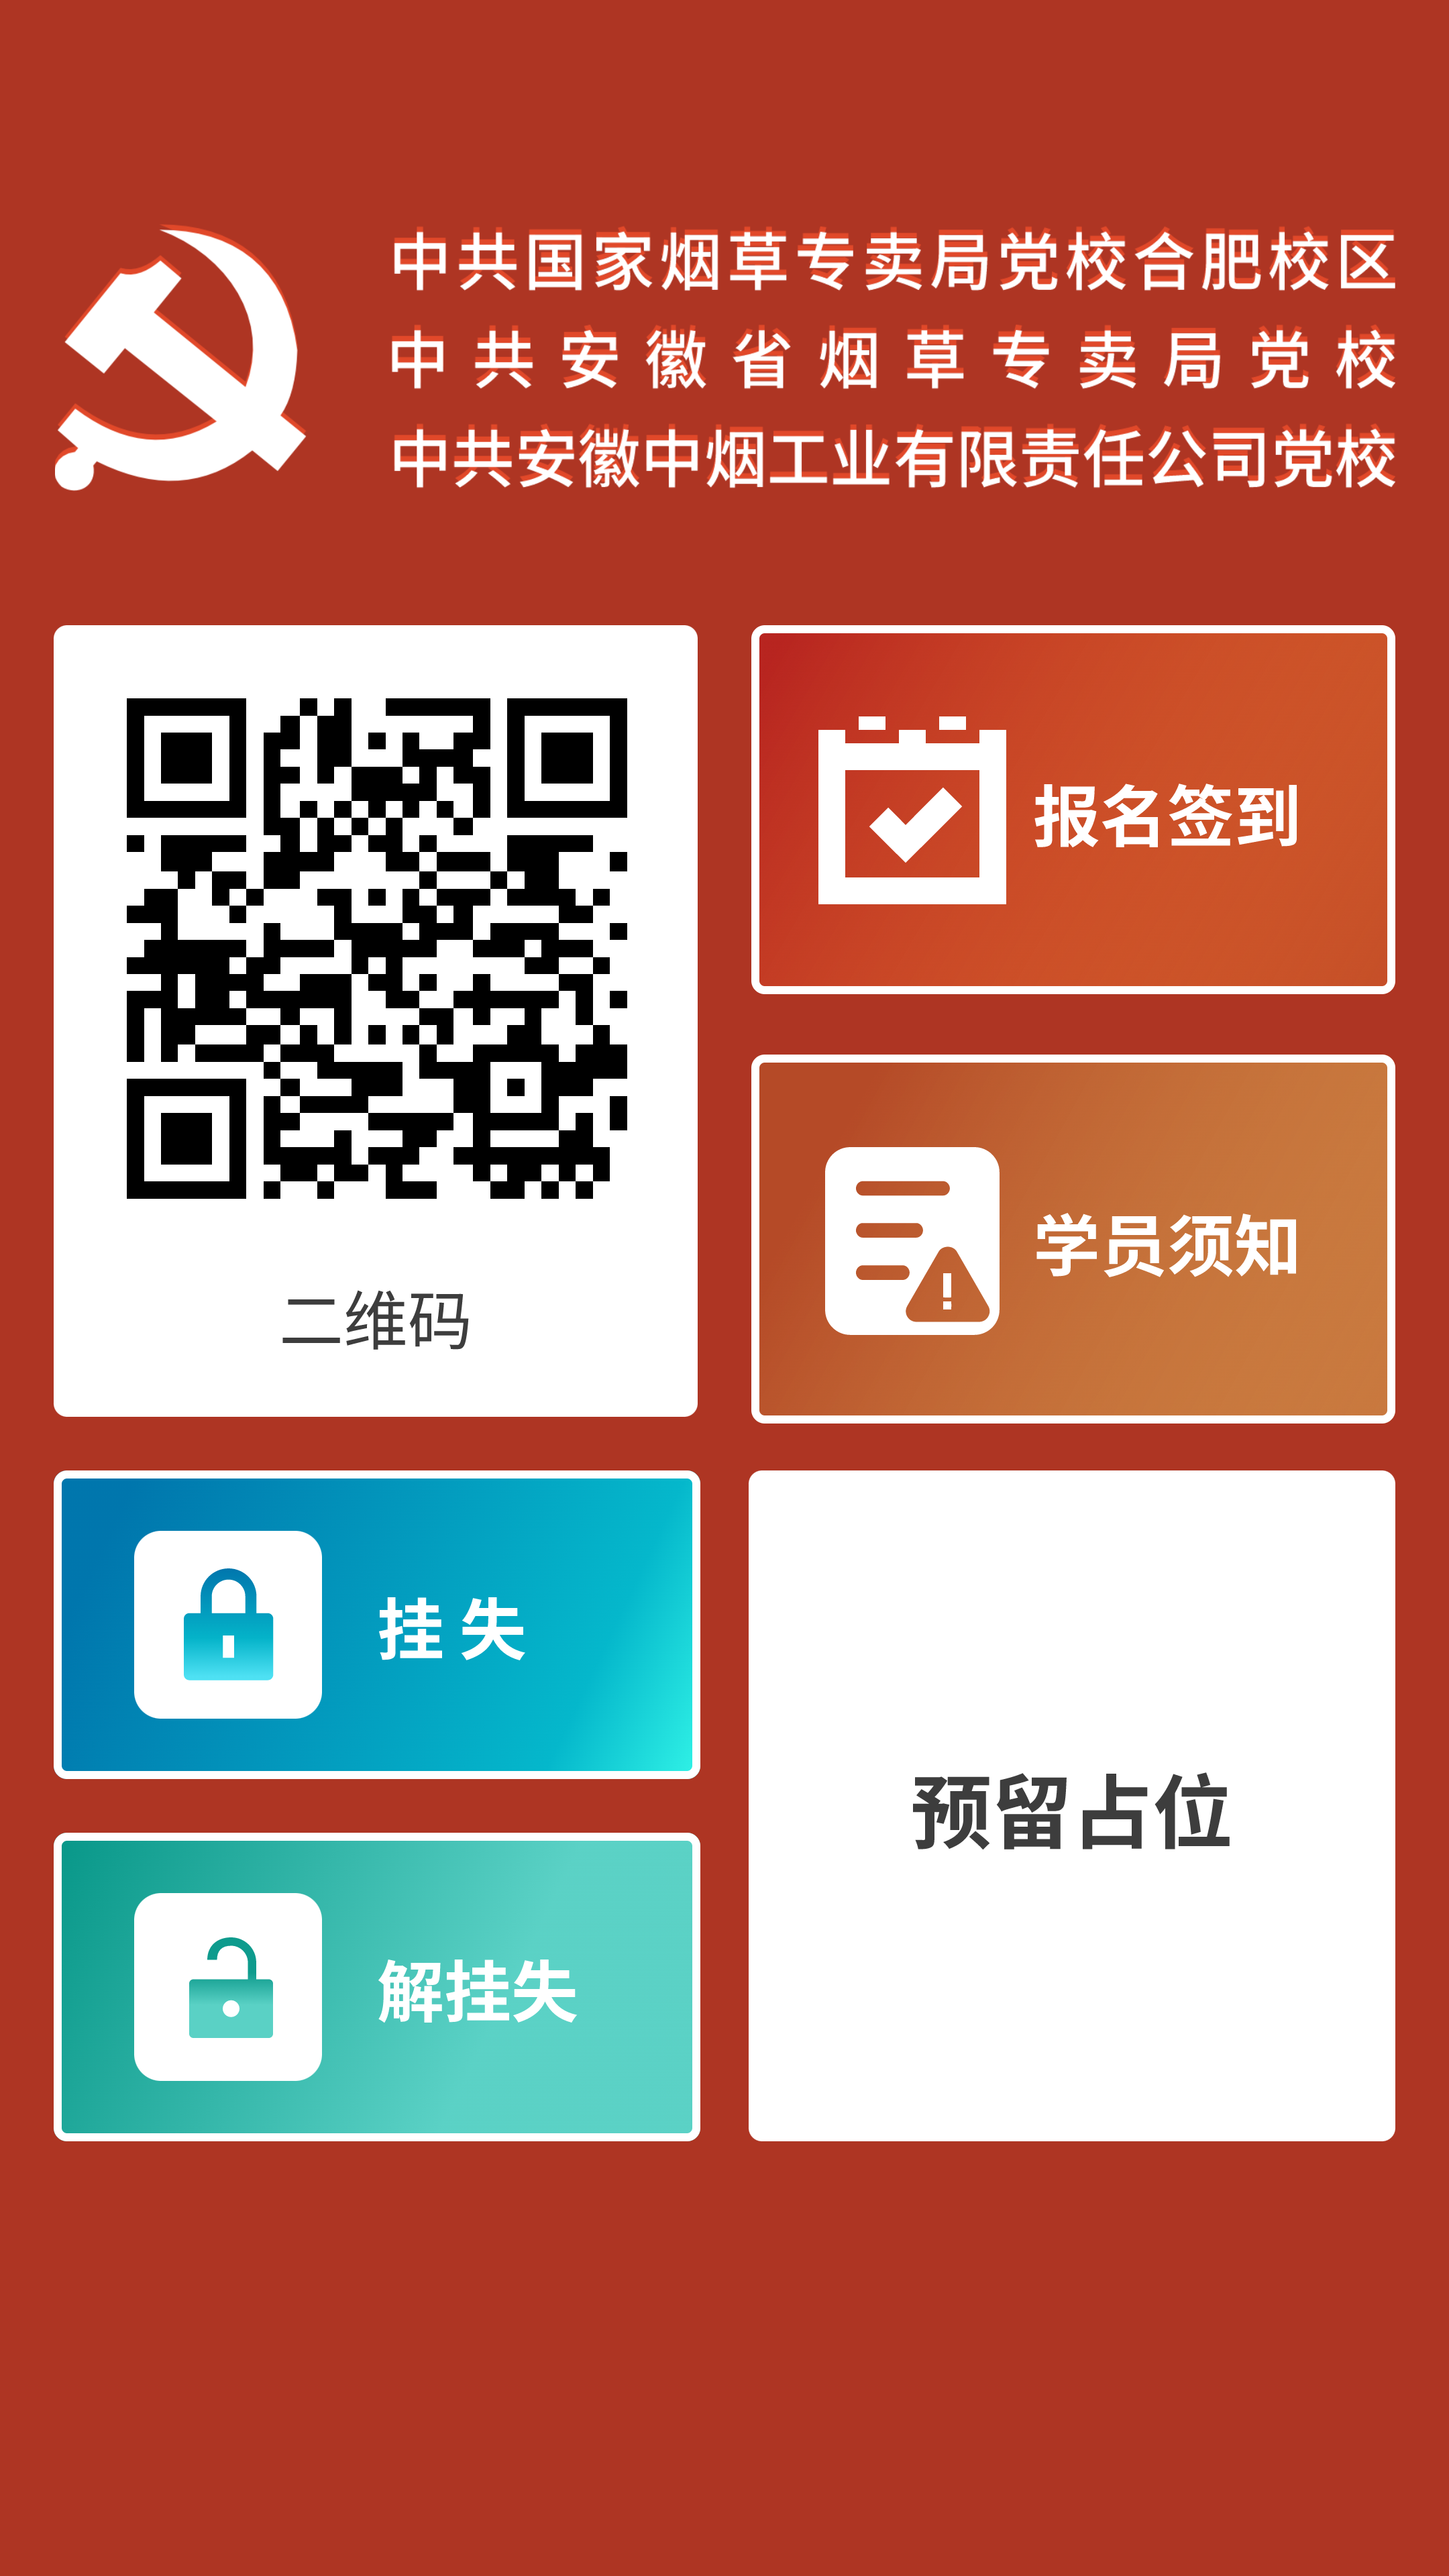 中共国家烟草专卖局党校合肥校区
中共安徽省烟草专卖局党校
中共安徽中烟工业有限责任公司党校
二维码
报名签到
学员须知
挂 失
解挂失
预留占位